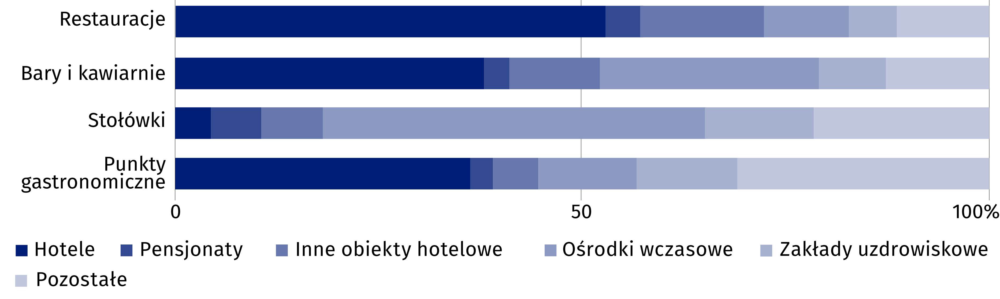 Restauracje
Bary i kawiarnie
Stołówki
Punkty
gastronomiczne
0 50 100%
Hotele Pensjonaty Inne obiekty hotelowe Ośrodki wczasowe Zakłady uzdrowiskowe
Pozostałe